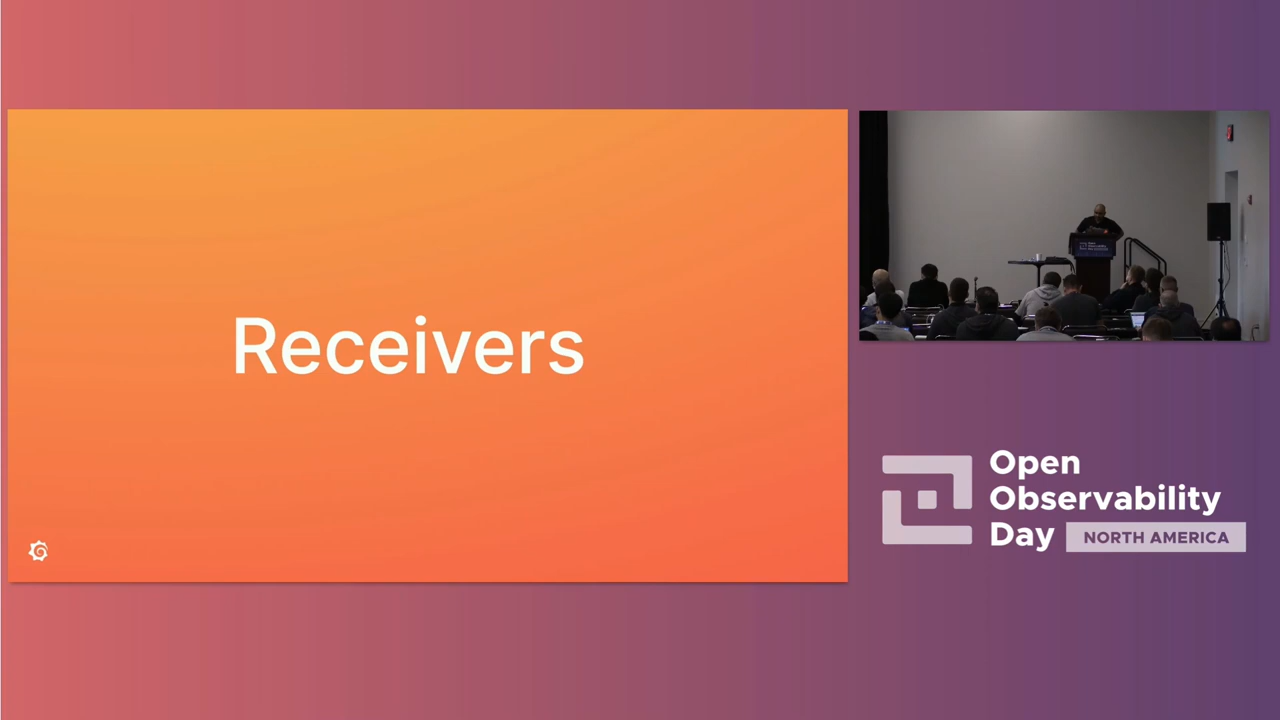 Receivers
Open
Observability
Day
NORTH AMERICA